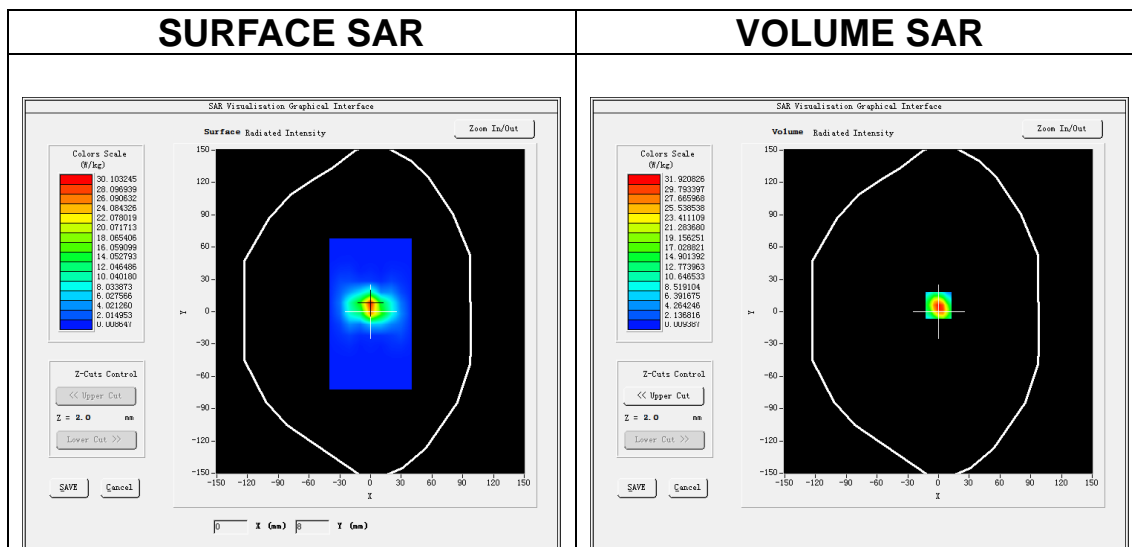 SURFACE SAR
VOLUME SAR
SAR Visualisation Graphical Interface
Surface Radiated Intensity
Zoom In/Out
Colors Scale
(W/kg)
30.103245
28.096939
26.090632
24.084326
22.078019
20.071713
18.065406
16.059099
14.052793
12.046486
10.040180
8.033873
6.027566
4.021260
2.014953
0.008647
150
120
90
60
30
0
-30
-60
-90
-120
-150
Y
-150 -120 -90 -60 -30 0 30 60 90 120 150
X
Z-Cuts Control
<< Upper Cut
Z = 2.0 mm
Lower Cut >>
SAVE Cancel
0 X (mm) 8 Y (mm)
SAR Visualisation Graphical Interface
Volume Radiated Intensity
Zoom In/Out
Colors Scale
(W/kg)
31.920826
29.793397
27.665968
25.538538
23.411109
21.283680
19.156251
17.028821
14.901392
12.773963
10.646533
8.519104
6.391675
4.264246
2.136816
0.009387
150
120
90
60
30
0
-30
-60
-90
-120
-150
Y
-150 -120 -90 -60 -30 0 30 60 90 120 150
X
Z-Cuts Control
<< Upper Cut
Z = 2.0 mm
Lower Cut >>
SAVE Cancel